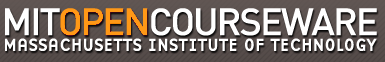 MITOPENCOURSEWARE
MASSACHUSETTS INSTITUTE OF TECHNOLOGY